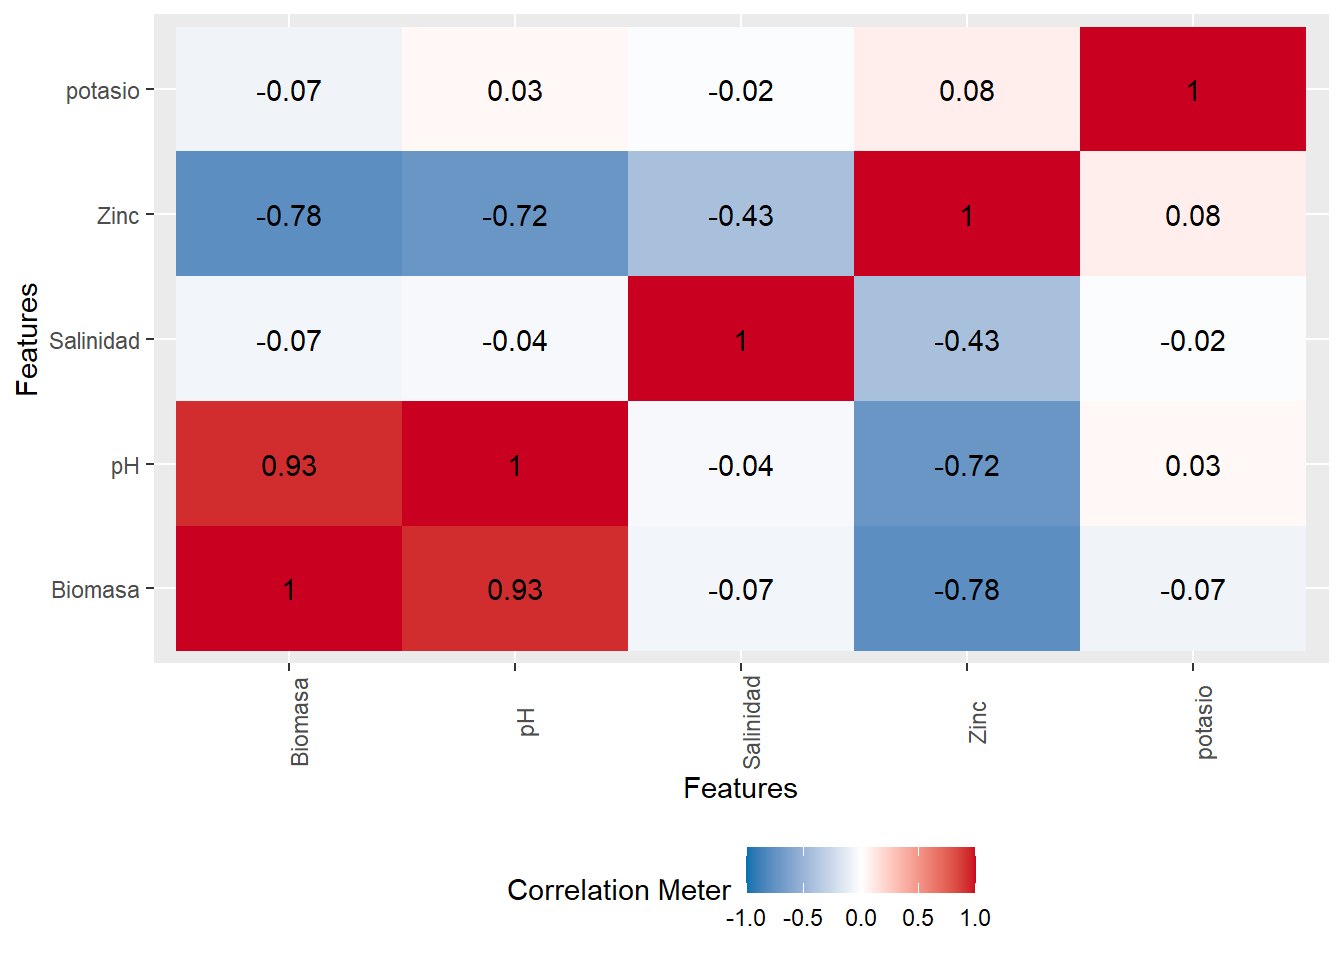 potasio -0.07 0.03 -0.02 0.08 1
Zinc -0.78 -0.72 -0.43 1 0.08
Salinidad -0.07 -0.04 1 -0.43 -0.02
pH 0.93 1 -0.04 -0.72 0.03
Biomasa 1 0.93 -0.07 -0.78 -0.07
Features
Biomasa pH Salinidad Zinc potasio
Features
Correlation Meter
-1.0 -0.5 0.0 0.5 1.0